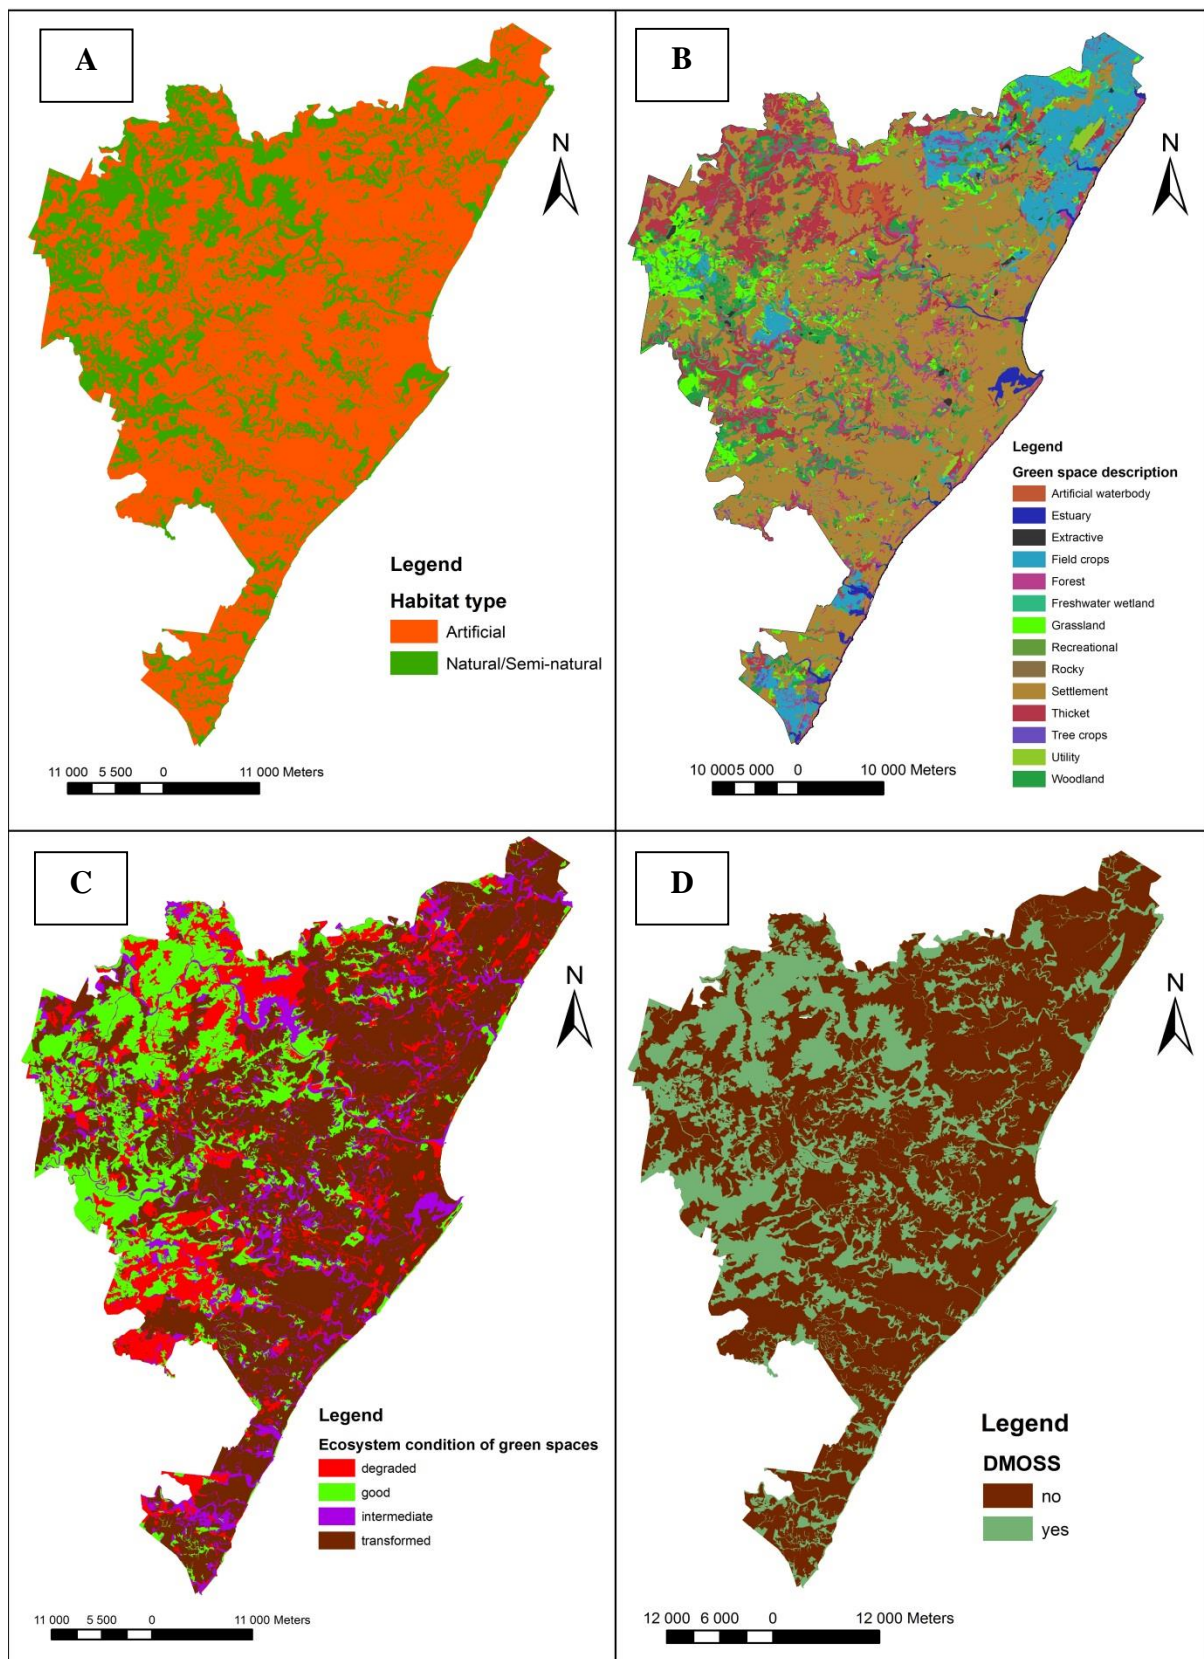 A
N
Legend
Habitat type
Artificial
Natural/Semi-natural
11 000 5 500 0 11 000 Meters
B
N
Legend
Green space description
Artificial waterbody
Estuary
Extractive
Field crops
Forest
Freshwater wetland
Grassland
Recreational
Rocky
Settlement
Thicket
Tree crops
Utility
Woodland
10 0005 000 0 10 000 Meters
C
N
Legend
Ecosystem condition of green spaces
degraded
good
intermediate
transformed
11 000 5 500 0 11 000 Meters
D
N
Legend
DMOSS
no
yes
12 000 6 000 0 12 000 Meters